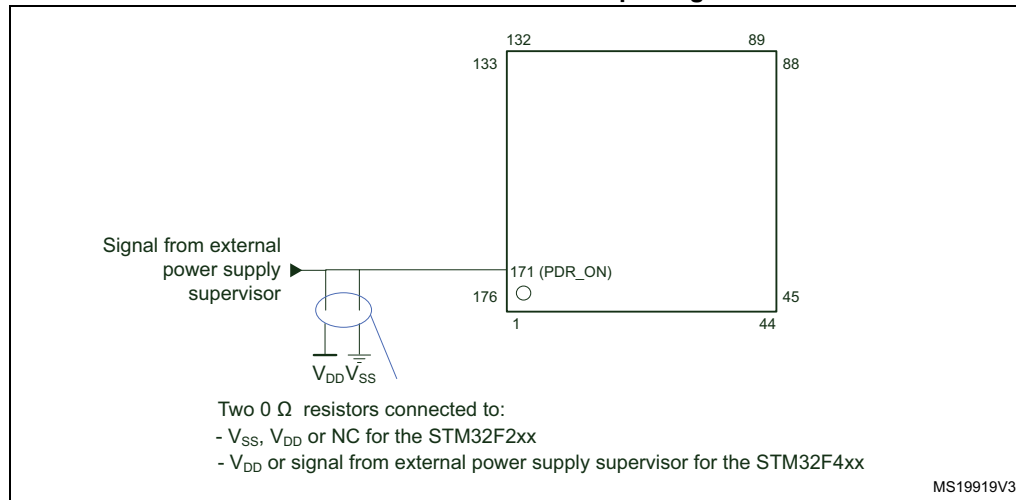 132
89
133
88
Signal from external
power supply
supervisor
171 (PDR_ON)
176
45
1
44
VDD VSS
Two 0 Ω resistors connected to:
- VSS, VDD or NC for the STM32F2xx
- VDD or signal from external power supply supervisor for the STM32F4xx
MS19919V3